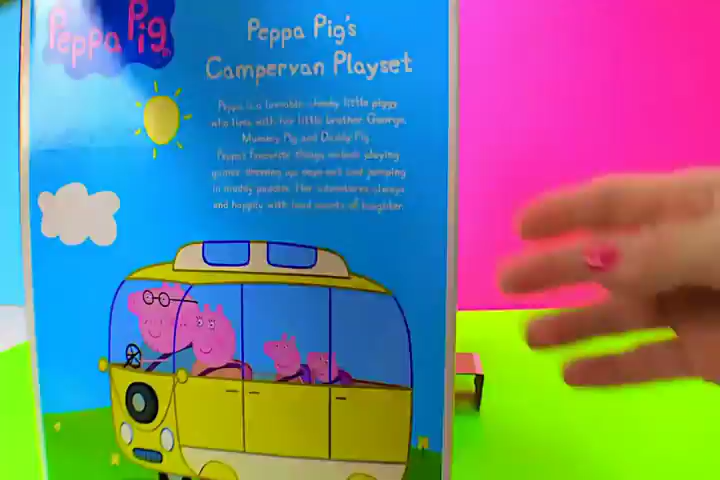 Peppa Pig
Peppa Pig's
Campervan Playset
Peppa is a loveable, cheeky little piggy
who lives with her little brother George,
Mummy Pig and Daddy Pig.
Peppa's favourite things include playing
games, dressing up, days out and jumping
in muddy puddles. Her adventures always
end happily with loud snorts of laughter.